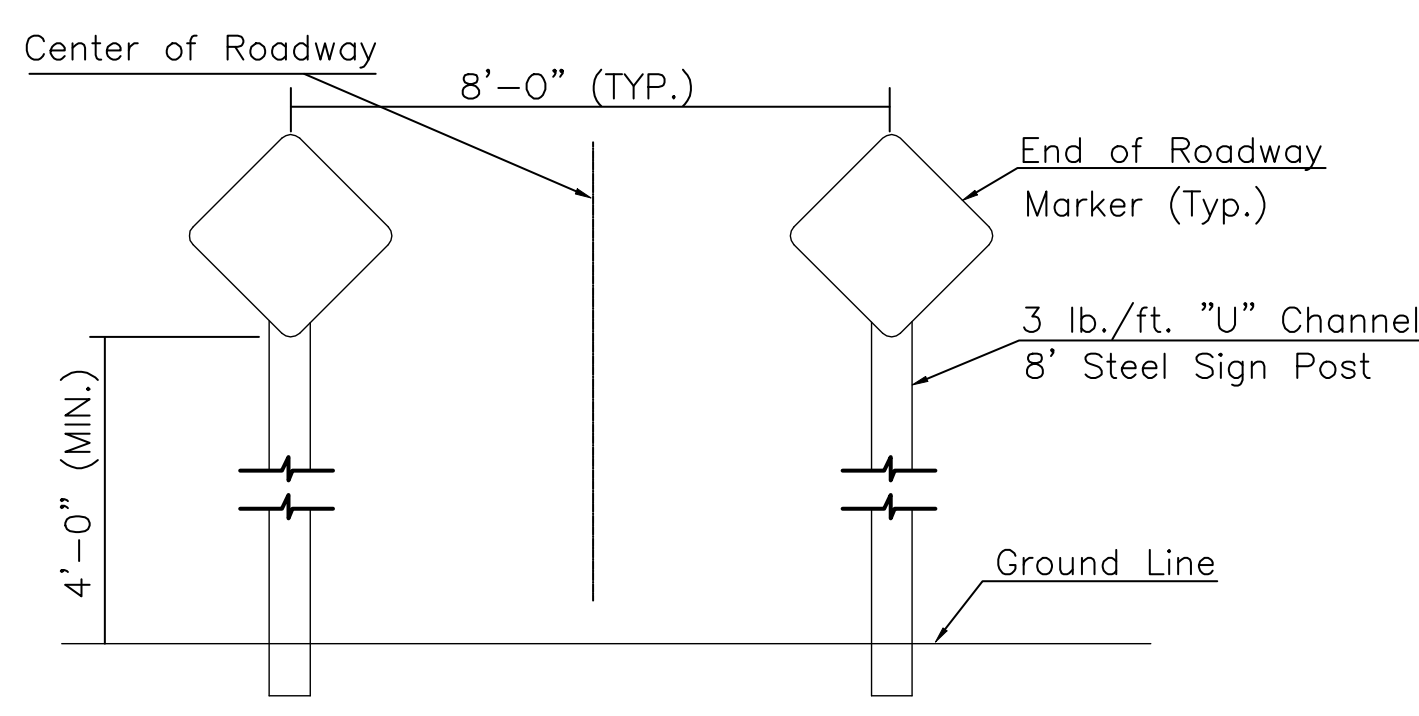 Center of Roadway
8'-0" (TYP.)
End of Roadway
Marker (Typ.)
3 lb./ft. "U" Channel
8' Steel Sign Post
4'-0" (MIN.)
Ground Line